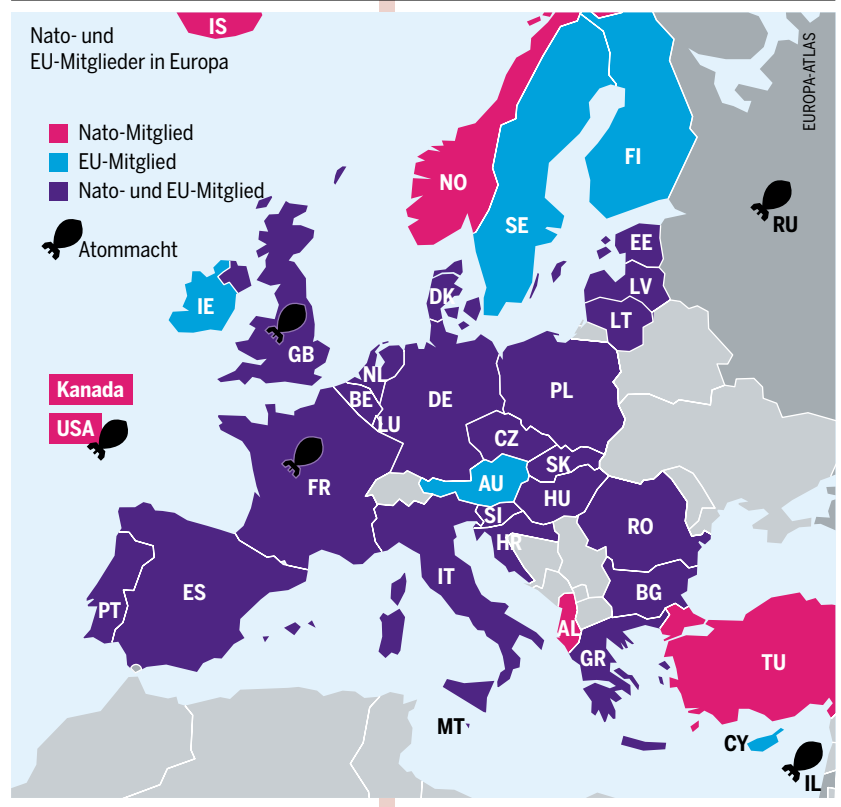 IS
Nato- und
EU-Mitglieder in Europa
EUROPA-ATLAS
Nato-Mitglied
EU-Mitglied
Nato- und EU-Mitglied
Atommacht
NO
FI
SE
RU
EE
LV
LT
DK
IE
GB
NL
BE
LU
DE
PL
Kanada
USA
CZ
SK
AU
HU
FR
SI
HR
RO
IT
BG
ES
PT
AL
GR
TU
MT
CY
IL